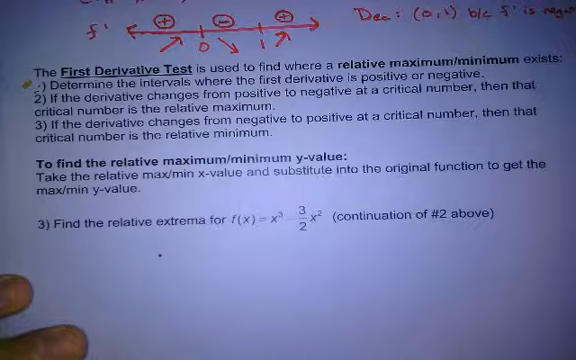 f' + − + Dec: (0,1) b/c f' is nega
0 1
The First Derivative Test is used to find where a relative maximum/minimum exists:
1) Determine the intervals where the first derivative is positive or negative.
2) If the derivative changes from positive to negative at a critical number, then that
critical number is the relative maximum.
3) If the derivative changes from negative to positive at a critical number, then that
critical number is the relative minimum.
To find the relative maximum/minimum y-value:
Take the relative max/min x-value and substitute into the original function to get the
max/min y-value.
3) Find the relative extrema for f(x) = x³ − 3/2 x² (continuation of #2 above)